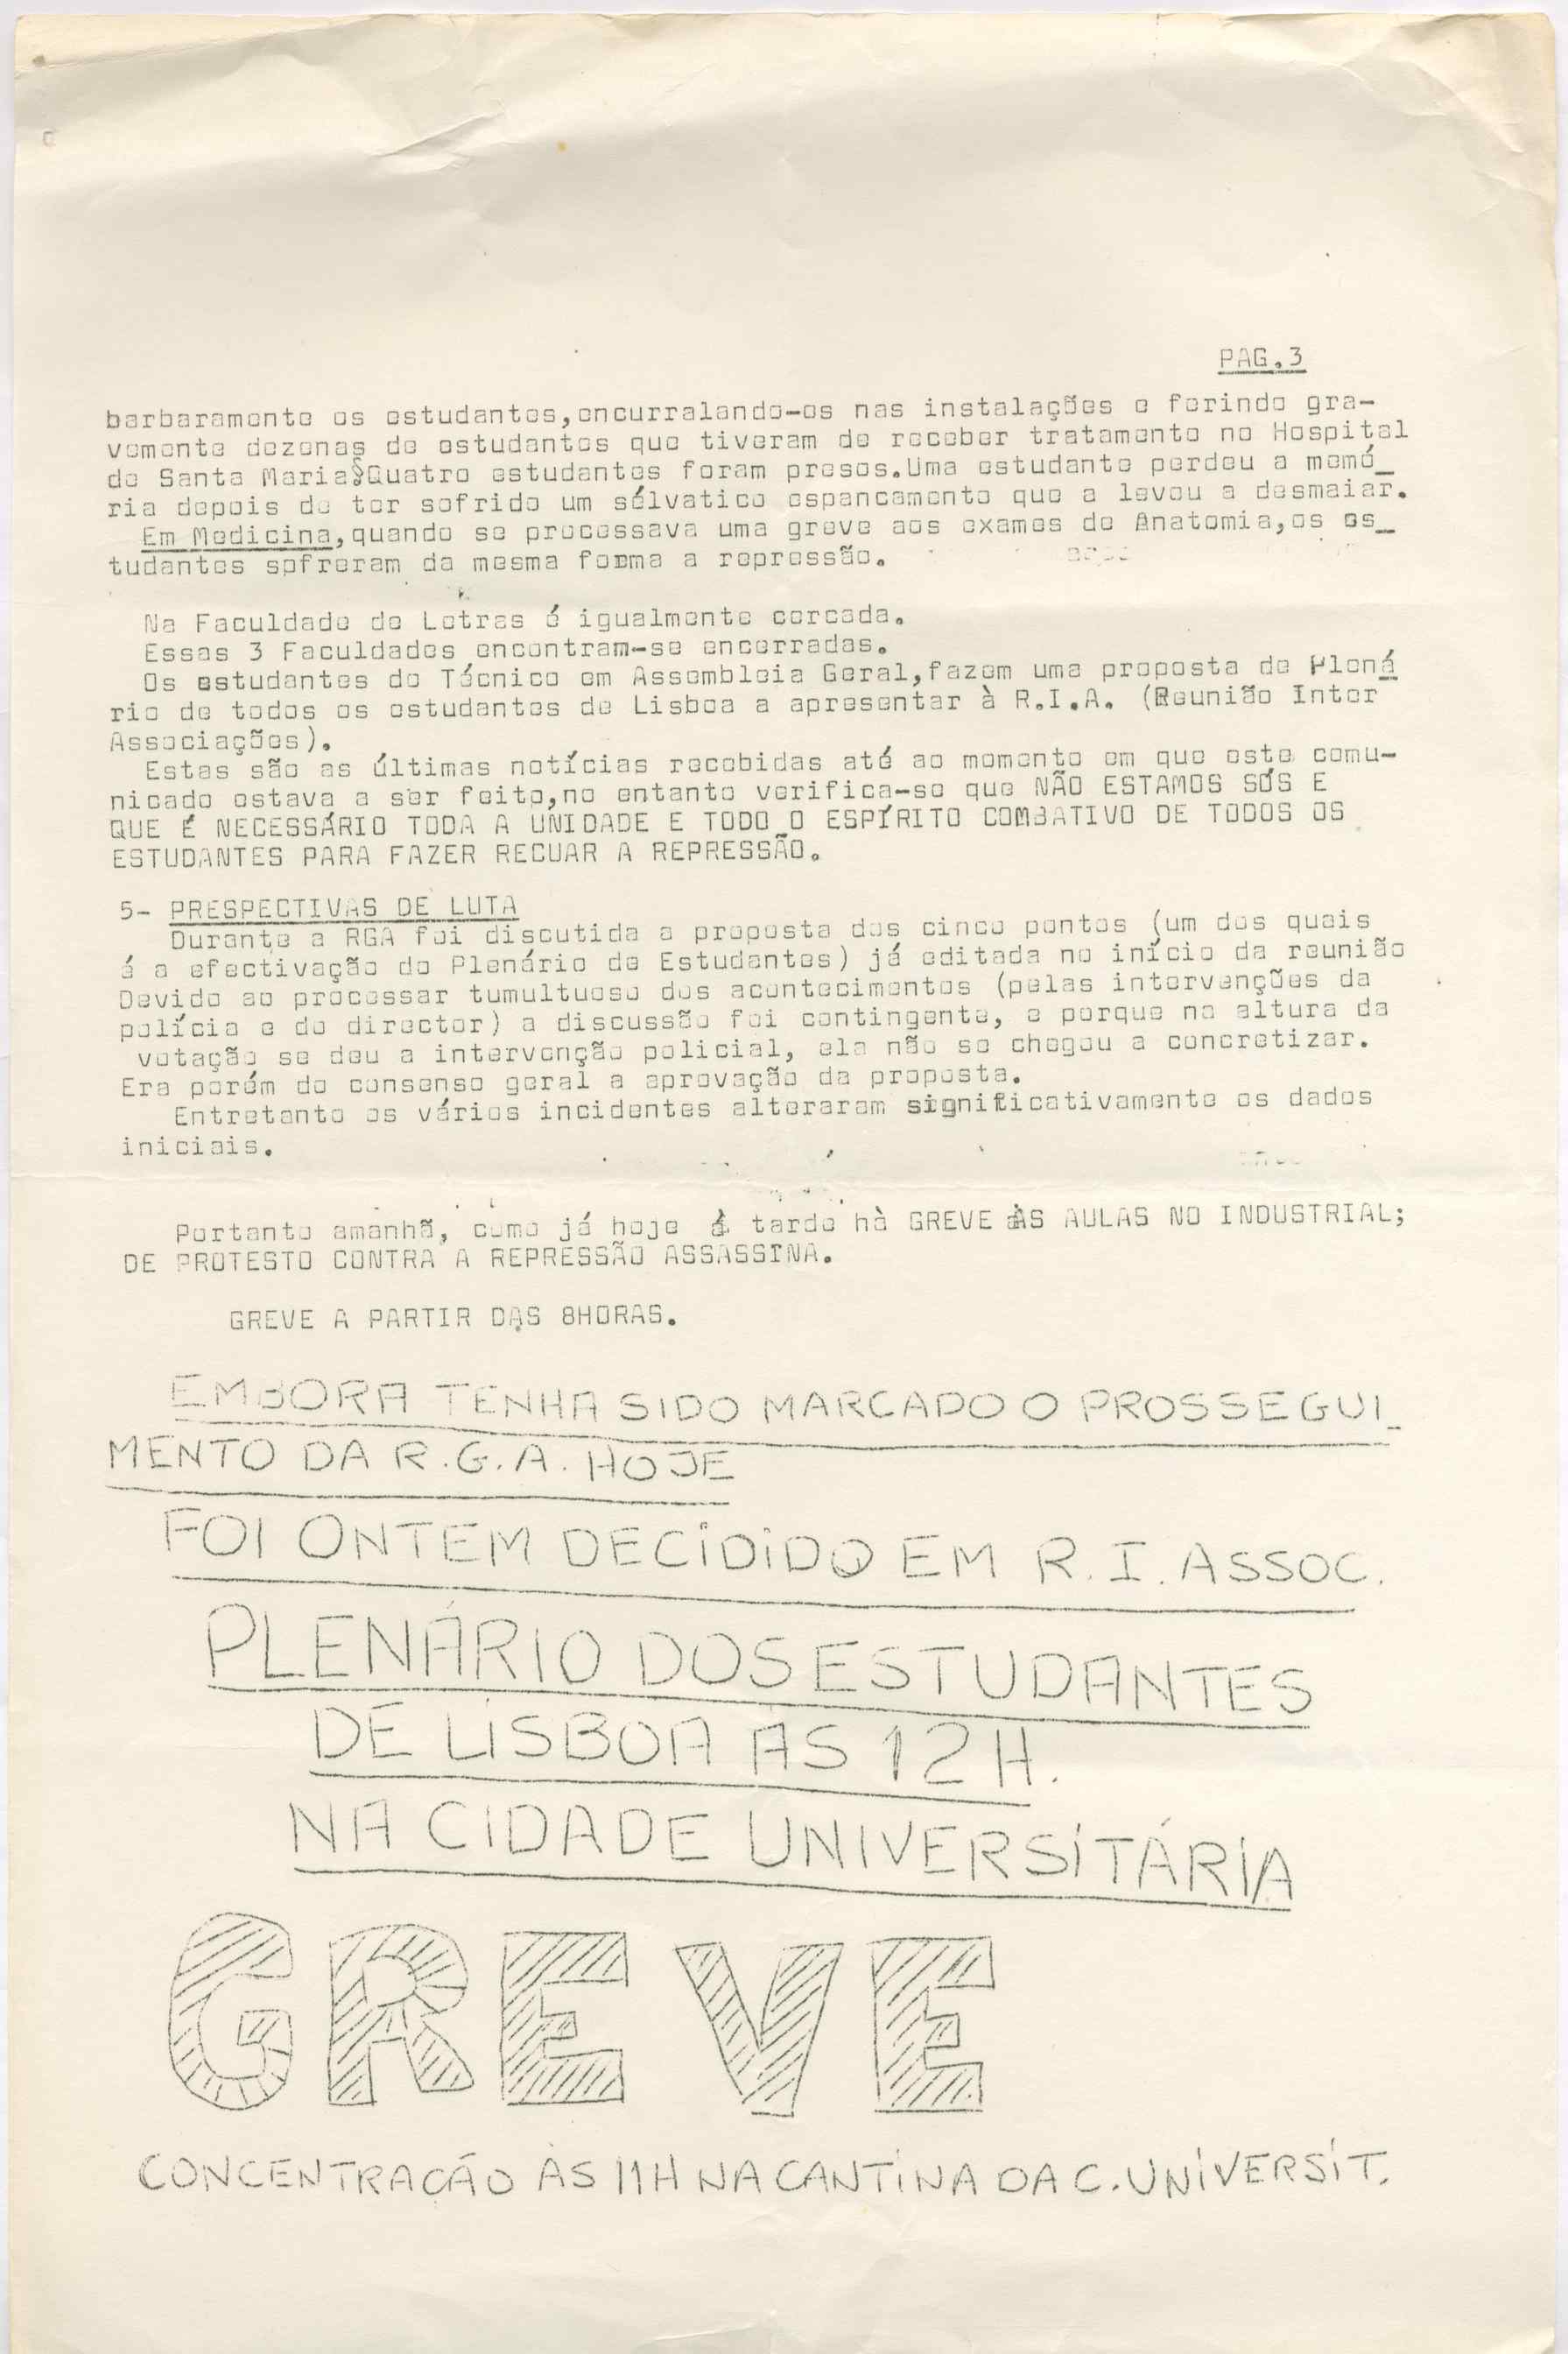 PAG.3
barbaramente os estudantes,encurralando-os nas instalações e ferindo gra-
vemente dezenas de estudantes que tiveram de receber tratamento no Hospital
de Santa Maria§Quatro estudantes foram presos.Uma estudante perdeu a memó_
ria depois de ter sofrido um sélvatico espancamento que a levou a desmaiar.
Em Medicina,quando se processava uma greve aos exames de Anatomia,os es_
tudantes sofreram da mesma forma a repressão.
Na Faculdade de Letras é igualmente cercada.
Essas 3 Faculdades encontram-se encerradas.
Os estudantes do Técnico em Assembleia Geral,fazem uma proposta de Plená
rio de todos os estudantes de Lisboa a apresentar à R.I.A. (Reunião Inter
Associações).
Estas são as últimas notícias recebidas até ao momento em que este comu-
nicado estava a ser feito,no entanto verifica-se que NÃO ESTAMOS SÓS E
QUE É NECESSÁRIO TODA A UNIDADE E TODO O ESPÍRITO COMBATIVO DE TODOS OS
ESTUDANTES PARA FAZER RECUAR A REPRESSÃO.
5- PRESPECTIVAS DE LUTA
Durante a RGA foi discutida a proposta dos cinco pontos (um dos quais
é a efectivação do Plenário de Estudantes) já editada no início da reunião
Devido ao processar tumultuoso dos acontecimentos (pelas intervenções da
polícia e do director) a discussão foi contingente, e porque na altura da
votação se deu a intervenção policial, ela não se chegou a concretizar.
Era porém do consenso geral a aprovação da proposta.
Entretanto os vários incidentes alteraram significativamente os dados
iniciais.
Portanto amanhã, como já hoje à tarde hà GREVE ÀS AULAS NO INDUSTRIAL;
DE PROTESTO CONTRA A REPRESSÃO ASSASSINA.
GREVE A PARTIR DAS 8HORAS.
EMBORA TENHA SIDO MARCADO O PROSSEGUI_
MENTO DA R.G.A. HOJE
FOI ONTEM DECIDIDO EM R.I.ASSOC.
PLENÁRIO DOS ESTUDANTES
DE LISBOA AS 12H.
NA CIDADE UNIVERSITÁRIA
GREVE
CONCENTRAÇÃO ÀS 11H NA CANTINA DA C.UNIVERSIT.